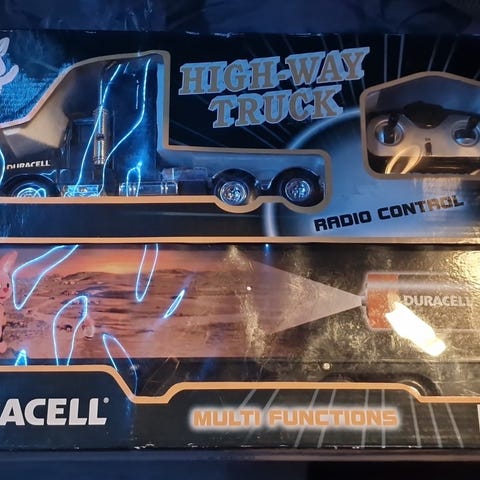 HIGH-WAY
TRUCK
DURACELL
RADIO CONTROL
DURACELL
ACELL®
MULTI FUNCTIONS